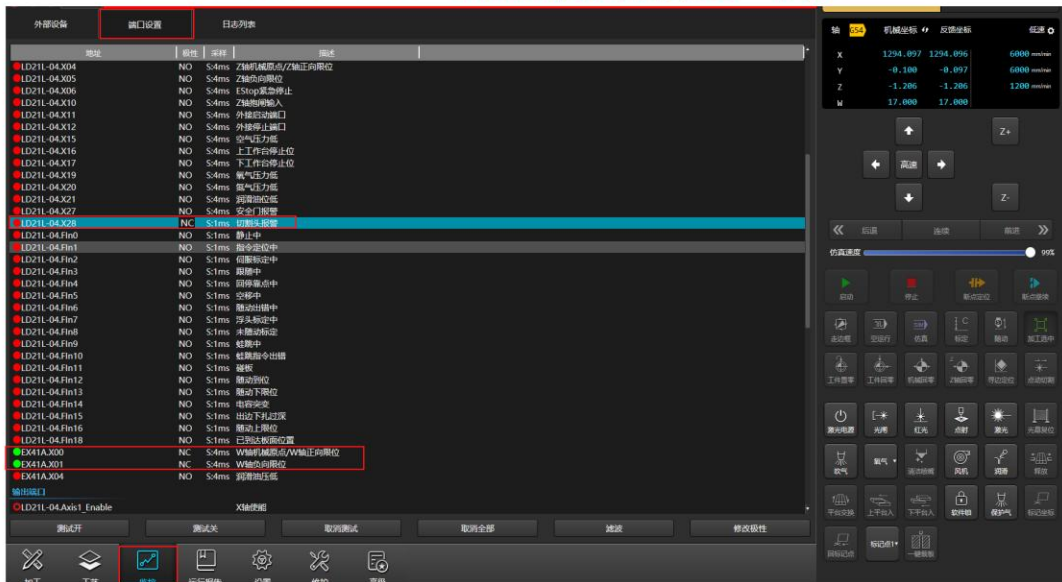 外部设备 端口设置 日志列表
地址 极性 采样 描述
LD21L-04.X04 NO S:4ms Z轴机械原点/Z轴正向限位
LD21L-04.X05 NO S:4ms Z轴负向限位
LD21L-04.X06 NO S:4ms EStop紧急停止
LD21L-04.X10 NO S:4ms Z轴抱闸输入
LD21L-04.X11 NO S:4ms 外接启动端口
LD21L-04.X12 NO S:4ms 外接停止端口
LD21L-04.X15 NO S:4ms 空气压力低
LD21L-04.X16 NO S:4ms 上工作台停止位
LD21L-04.X17 NO S:4ms 下工作台停止位
LD21L-04.X19 NO S:4ms 氧气压力低
LD21L-04.X20 NO S:4ms 氮气压力低
LD21L-04.X21 NO S:4ms 润滑油位低
LD21L-04.X27 NO S:4ms 安全门报警
LD21L-04.X28 NC S:1ms 切割头报警
LD21L-04.FIn0 NO S:1ms 静止中
LD21L-04.FIn1 NO S:1ms 指令定位中
LD21L-04.FIn2 NO S:1ms 伺服标定中
LD21L-04.FIn3 NO S:1ms 跟随中
LD21L-04.FIn4 NO S:1ms 回停靠点中
LD21L-04.FIn5 NO S:1ms 空移中
LD21L-04.FIn6 NO S:1ms 随动出错中
LD21L-04.FIn7 NO S:1ms 浮头标定中
LD21L-04.FIn8 NO S:1ms 未随动标定
LD21L-04.FIn9 NO S:1ms 蛙跳中
LD21L-04.FIn10 NO S:1ms 蛙跳指令出错
LD21L-04.FIn11 NO S:1ms 碰板
LD21L-04.FIn12 NO S:1ms 随动到位
LD21L-04.FIn13 NO S:1ms 随动下限位
LD21L-04.FIn14 NO S:1ms 电容突变
LD21L-04.FIn15 NO S:1ms 出边下扎过深
LD21L-04.FIn16 NO S:1ms 随动上限位
LD21L-04.FIn18 NO S:1ms 已到达板面位置
EX41A.X00 NC S:4ms W轴机械原点/W轴正向限位
EX41A.X01 NC S:4ms W轴负向限位
EX41A.X04 NO S:4ms 润滑油压低
输出端口
LD21L-04.Axis1_Enable X轴使能
测试开 测试关 取消测试 取消全部 滤波 修改极性
加工 工艺 监控 运行报告 设置 维护 高级
轴 G54 机械坐标 反馈坐标 低速
X 1294.097 1294.096 6000 mm/min
Y -0.100 -0.097 6000 mm/min
Z -1.206 -1.206 1200 mm/min
W 17.000 17.000
Z+
高速
Z-
后退 连续 前进
仿真速度 99%
启动 停止 断点定位 断点继续
走边框 空运行 仿真 标定 随动 加工选中
工件置零 工件回零 机械回零 Z轴回零 寻边定位 点动切割
激光电源 光闸 红光 点射 激光 光幕复位
吹气 氧气 清洁喷嘴 风机 润滑 释放
平台交换 上平台入 下平台入 软件锁 保护气 标记坐标
回标记点 标记点1 一键截板